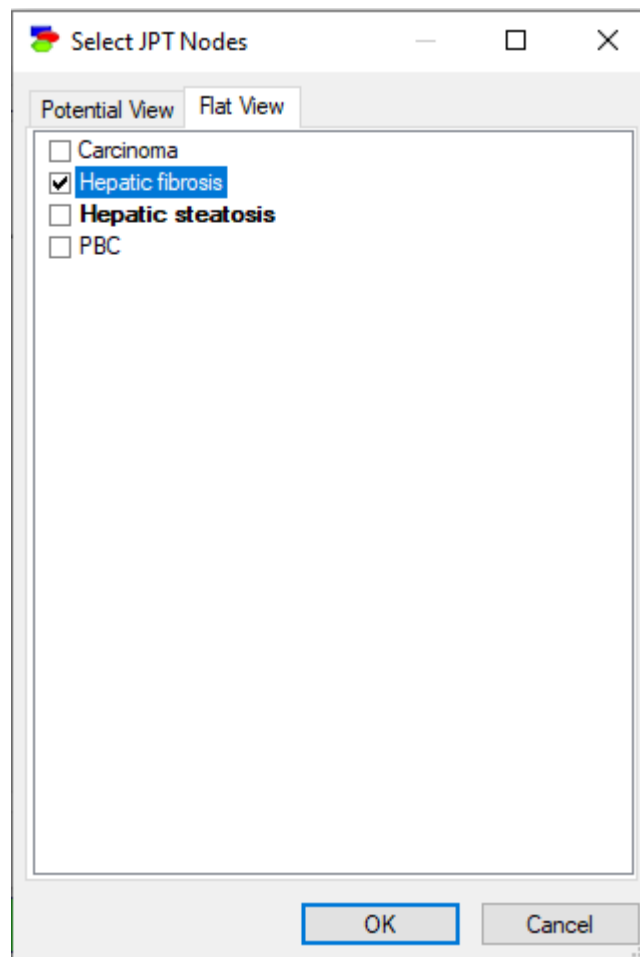 Select JPT Nodes
Potential View Flat View
Carcinoma
Hepatic fibrosis
Hepatic steatosis
PBC
OK Cancel